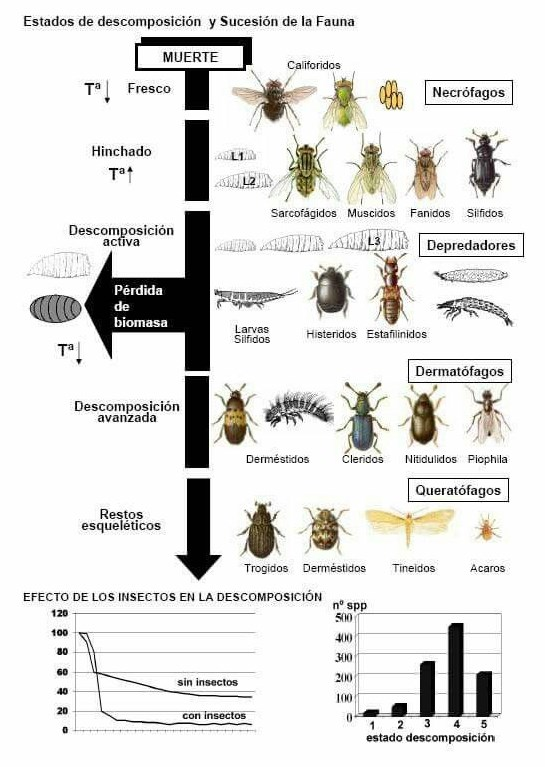 Estados de descomposición y Sucesión de la Fauna
MUERTE
Califoridos
Tª Fresco
Necrófagos
Hinchado
Tª
L1
L2
Sarcofágidos Muscidos Fanidos Silfidos
Descomposición
activa
L3
Depredadores
Pérdida
de
biomasa
Larvas
Silfidos
Histeridos Estafilinidos
Tª
Dermatófagos
Descomposición
avanzada
Derméstidos Cleridos Nitidulidos Piophila
Queratófagos
Restos
esqueléticos
Trogidos Derméstidos Tineidos Acaros
EFECTO DE LOS INSECTOS EN LA DESCOMPOSICIÓN
120
100
80
60
40
20
0
sin insectos
con insectos
nº spp
500
400
300
200
100
0
1 2 3 4 5
estado descomposición